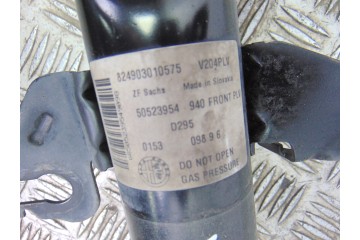 824903010575 V204PLV
ZF Sachs Made in Slovakia
50523954 940 FRONT PLV
D295
0153 098 9 6
DO NOT OPEN
GAS PRESSURE